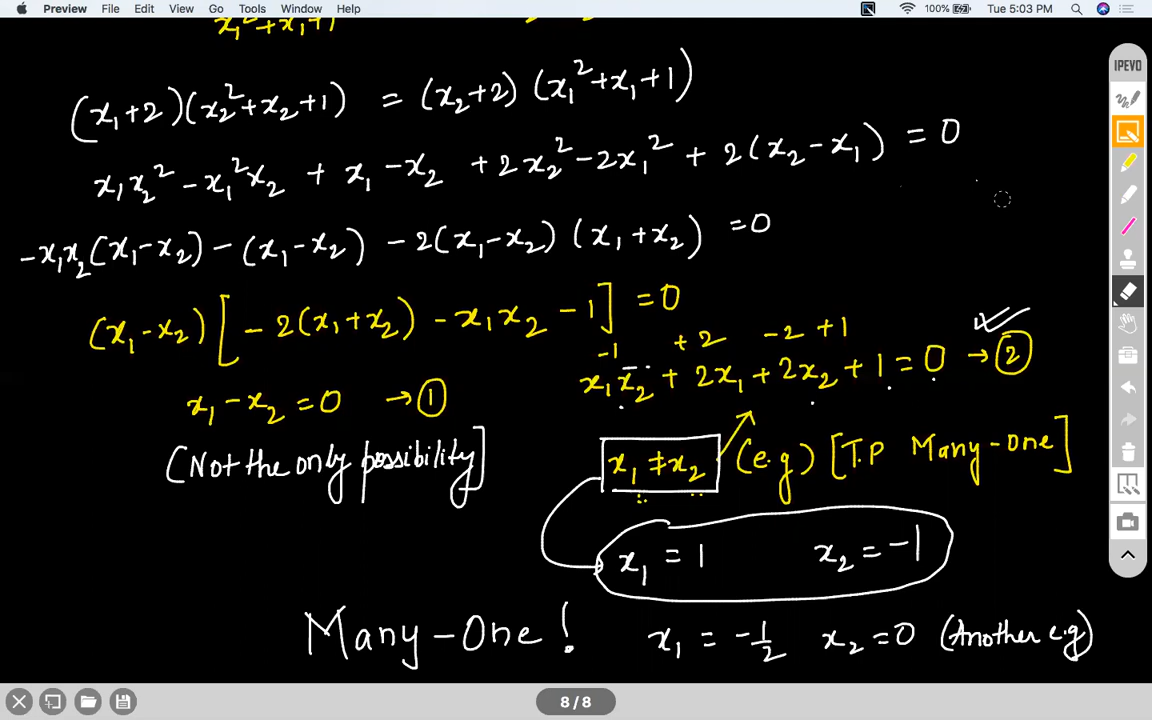 Preview File Edit View Go Tools Window Help 100% Tue 5:03 PM
x₁²+x₁+1
IPEVO
(x₁+2)(x₂²+x₂+1) = (x₂+2) (x₁²+x₁+1)
x₁x₂² - x₁²x₂ + x₁ - x₂ + 2x₂² - 2x₁² + 2(x₂-x₁) = 0
-x₁x₂(x₁-x₂) - (x₁-x₂) - 2(x₁-x₂) (x₁+x₂) = 0
(x₁-x₂) [ - 2(x₁+x₂) - x₁x₂ - 1] = 0
-1 + 2 - 2 + 1
x₁x₂ + 2x₁ + 2x₂ + 1 = 0 → ②
x₁ - x₂ = 0 → ①
(Not the only possibility]
x₁ ≠ x₂ (e.g) [T.P Many-One]
x₁ = 1 x₂ = -1
Many-One! x₁ = -1/2 x₂ = 0 (Another e.g)
8/8